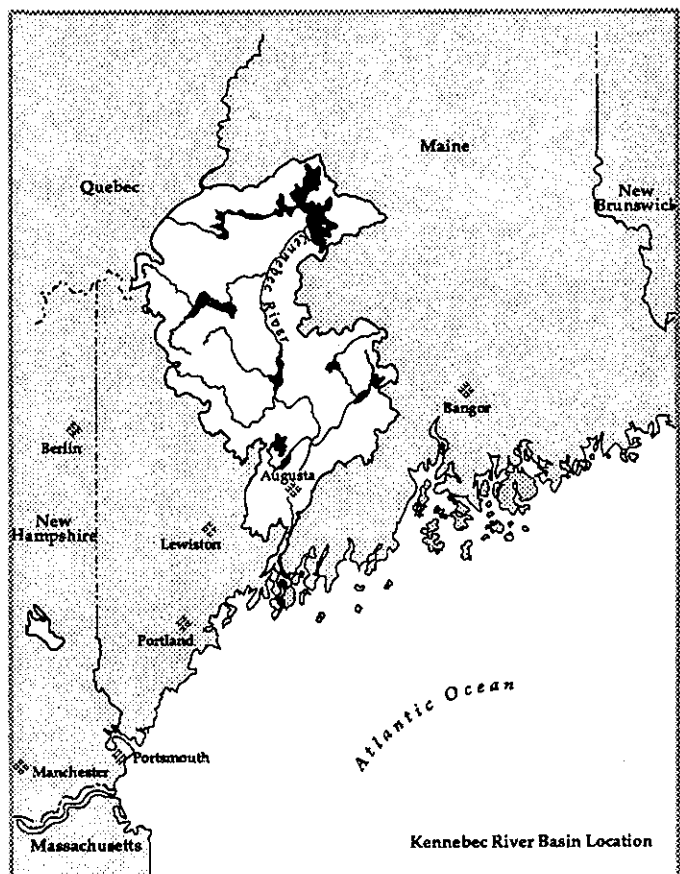 Maine
Quebec
New
Brunswick
Kennebec River
Bangor
Berlin
Augusta
New
Hampshire
Lewiston
Portland
Atlantic Ocean
Portsmouth
Manchester
Massachusetts
Kennebec River Basin Location